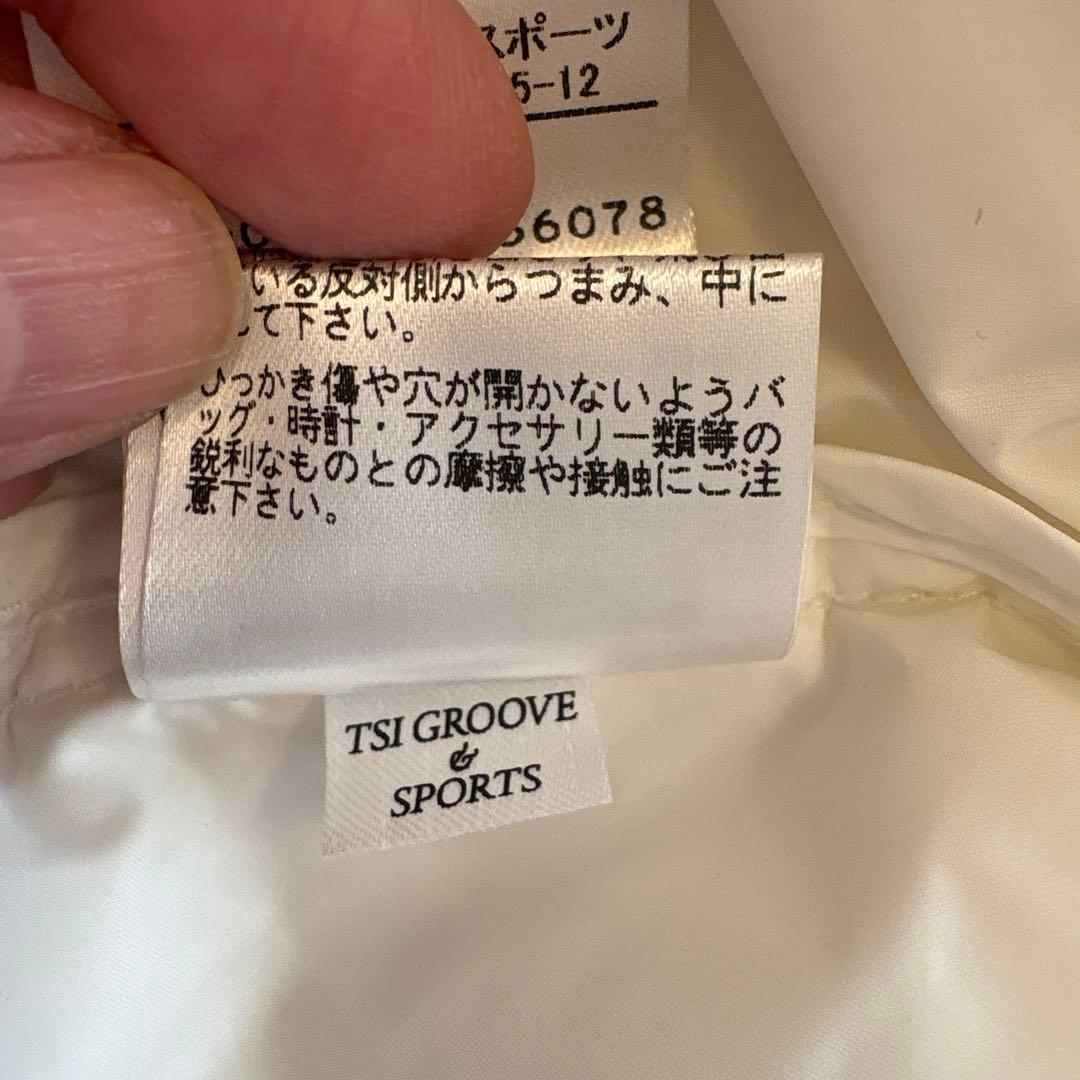 スポーツ
5-12
6078
いる反対側からつまみ、中に
して下さい。
ひっかき傷や穴が開かないようバ
ッグ・時計・アクセサリー類等の
鋭利なものとの摩擦や接触にご注
意下さい。
TSI GROOVE
&
SPORTS